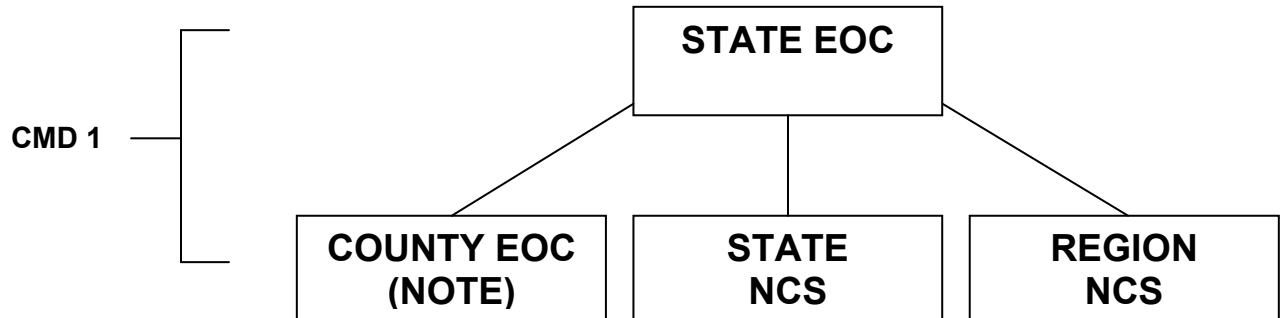 STATE EOC
CMD 1
COUNTY EOC
(NOTE)
STATE
NCS
REGION
NCS